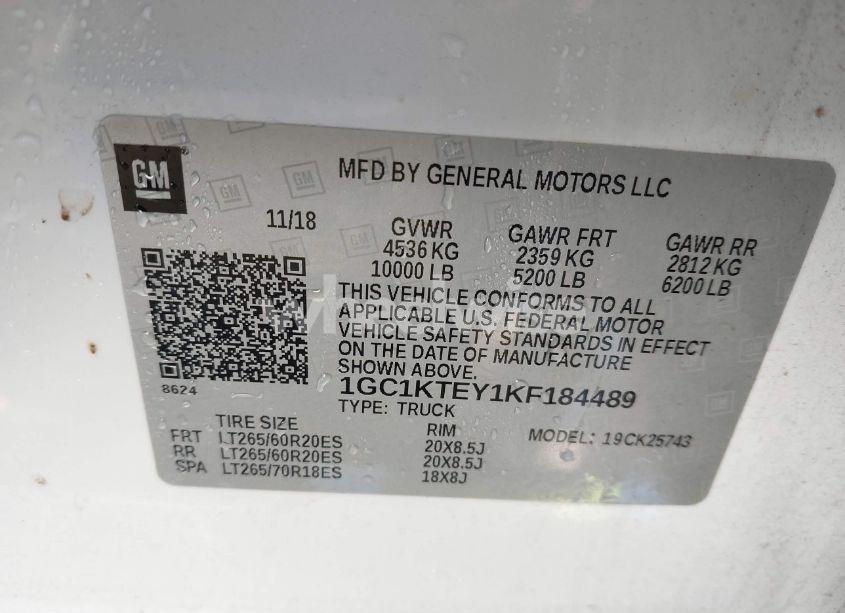 GM
MFD BY GENERAL MOTORS LLC
11/18
GVWR
4536 KG
10000 LB
GAWR FRT
2359 KG
5200 LB
GAWR RR
2812 KG
6200 LB
THIS VEHICLE CONFORMS TO ALL
APPLICABLE U.S. FEDERAL MOTOR
VEHICLE SAFETY STANDARDS IN EFFECT
ON THE DATE OF MANUFACTURE
SHOWN ABOVE.
1GC1KTEY1KF184489
TYPE: TRUCK
8624
TIRE SIZE RIM
FRT LT265/60R20ES 20X8.5J
RR LT265/60R20ES 20X8.5J
SPA LT265/70R18ES 18X8J
MODEL: 19CK25743